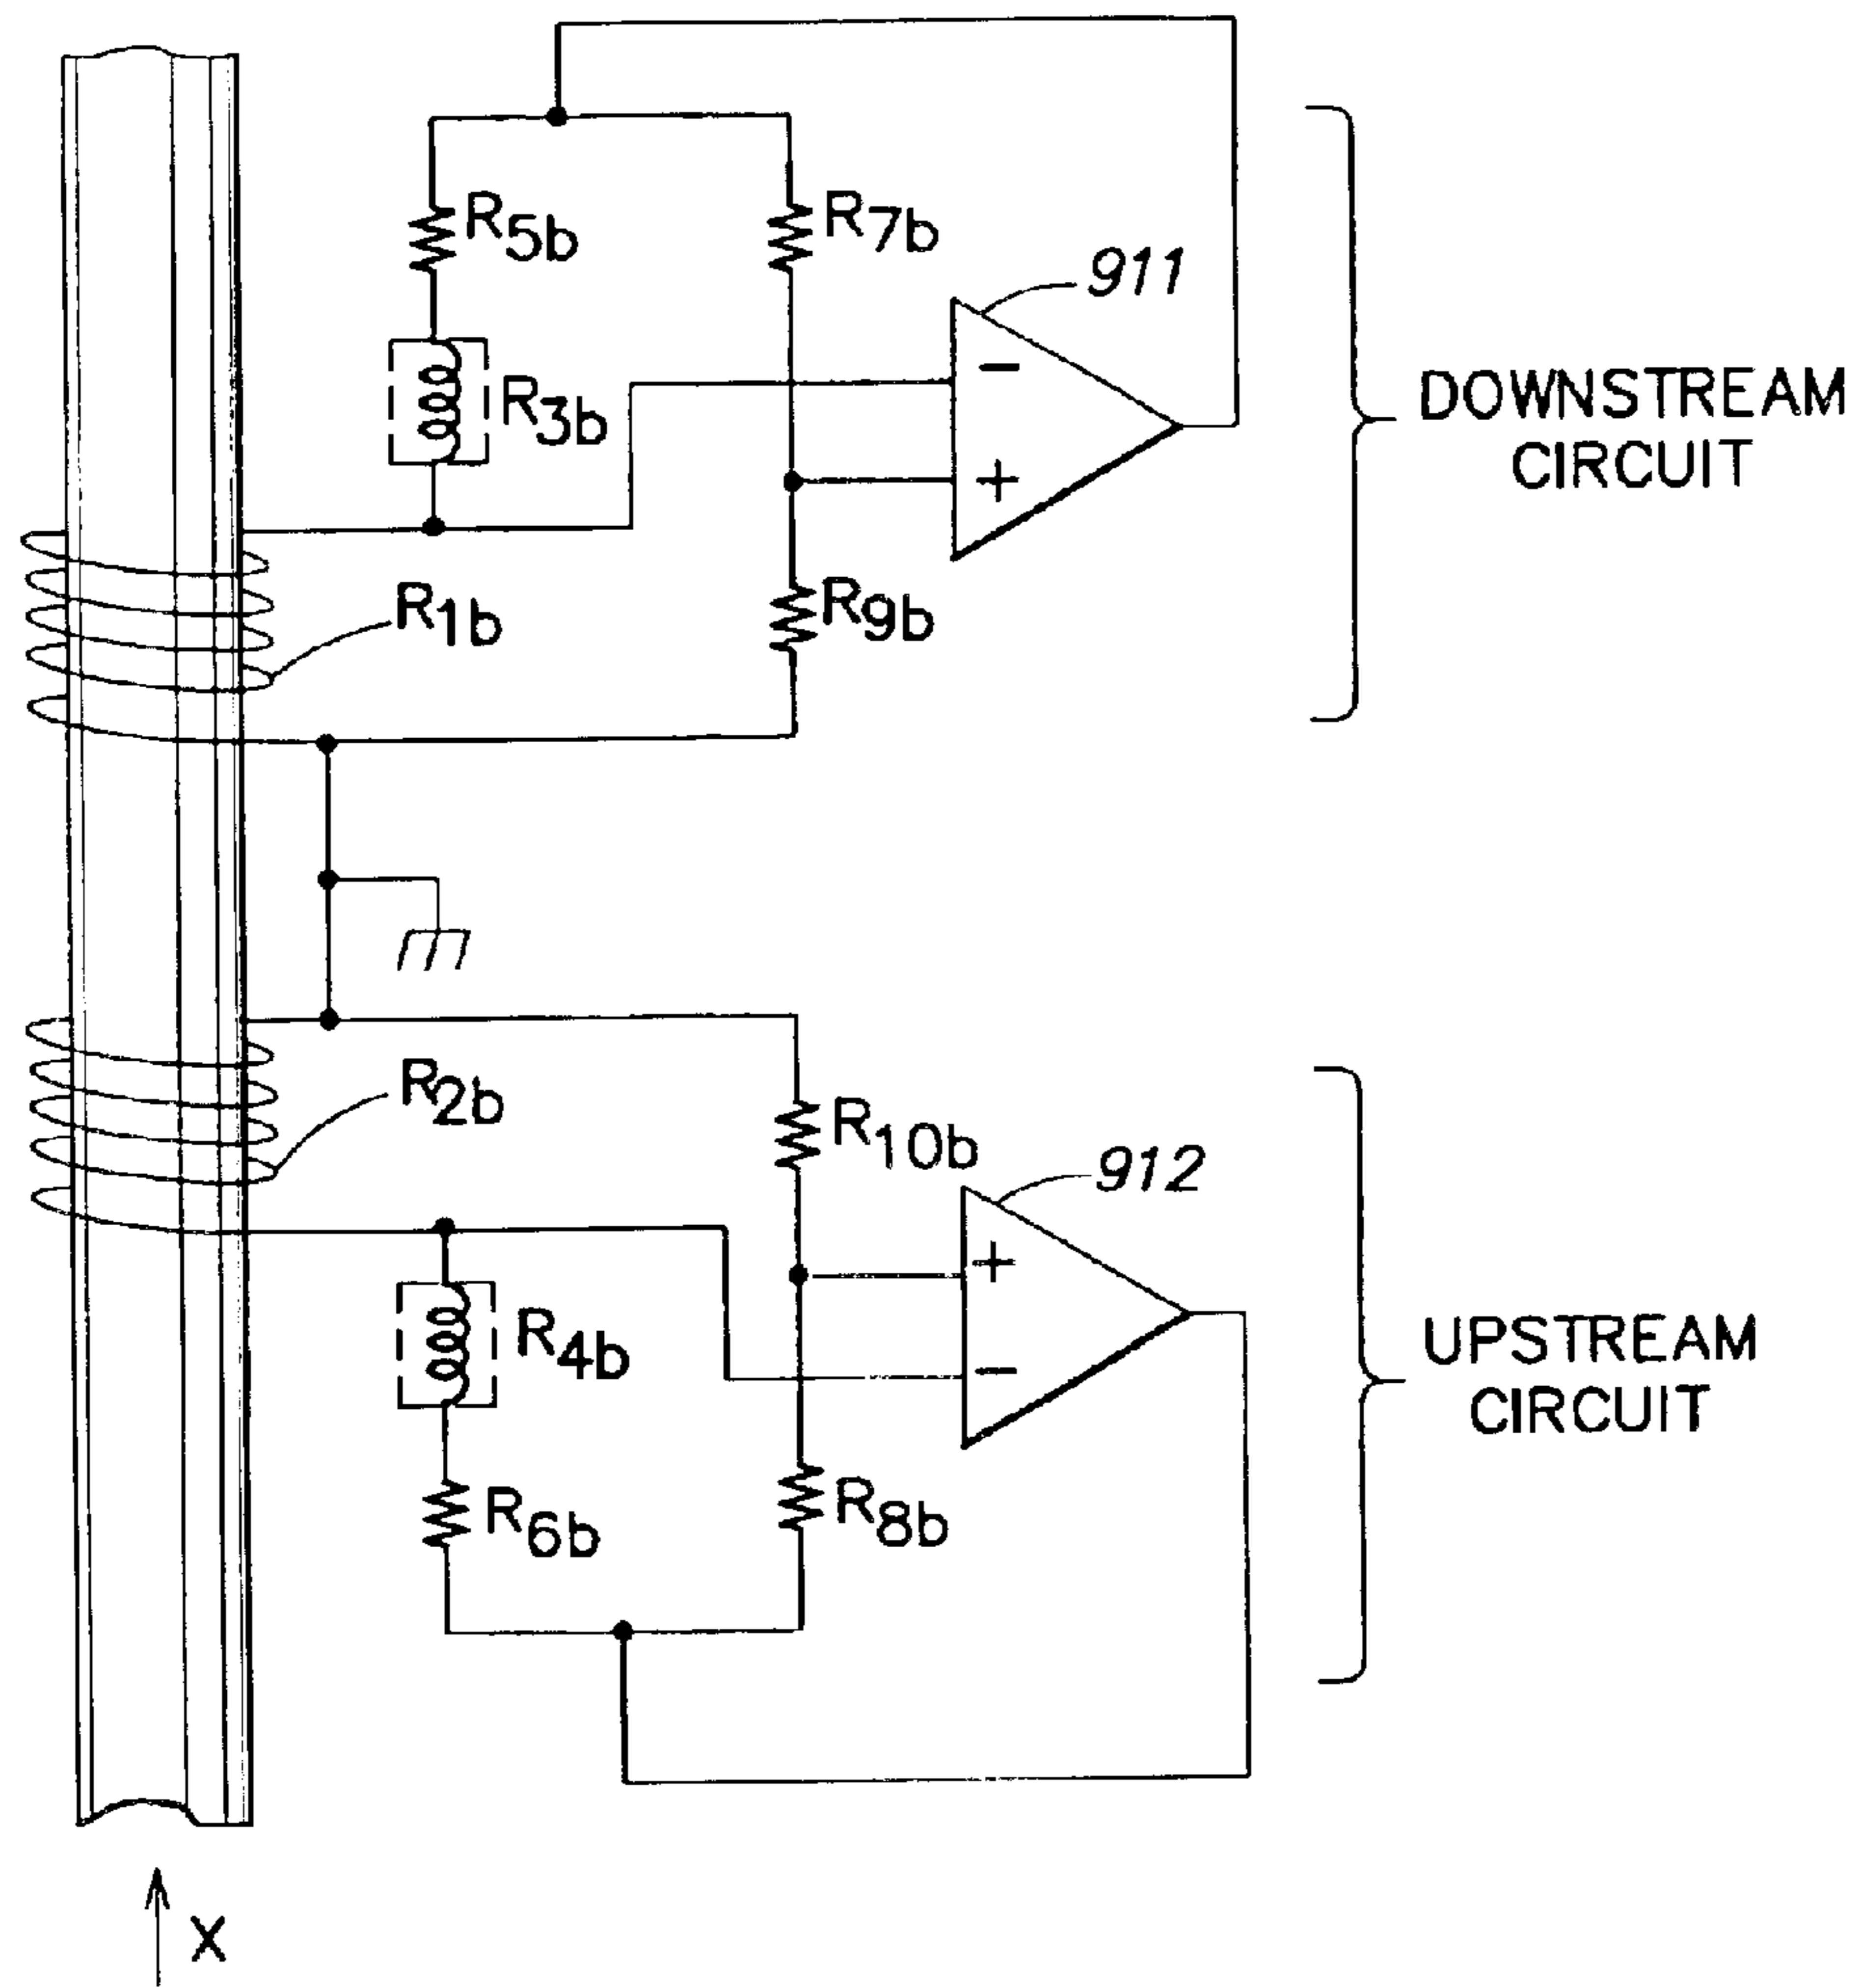 R5b
R7b
911
−
R3b
DOWNSTREAM
CIRCUIT
+
R1b
R9b
R2b
R10b
912
+
R4b
−
UPSTREAM
CIRCUIT
R6b
R8b
X